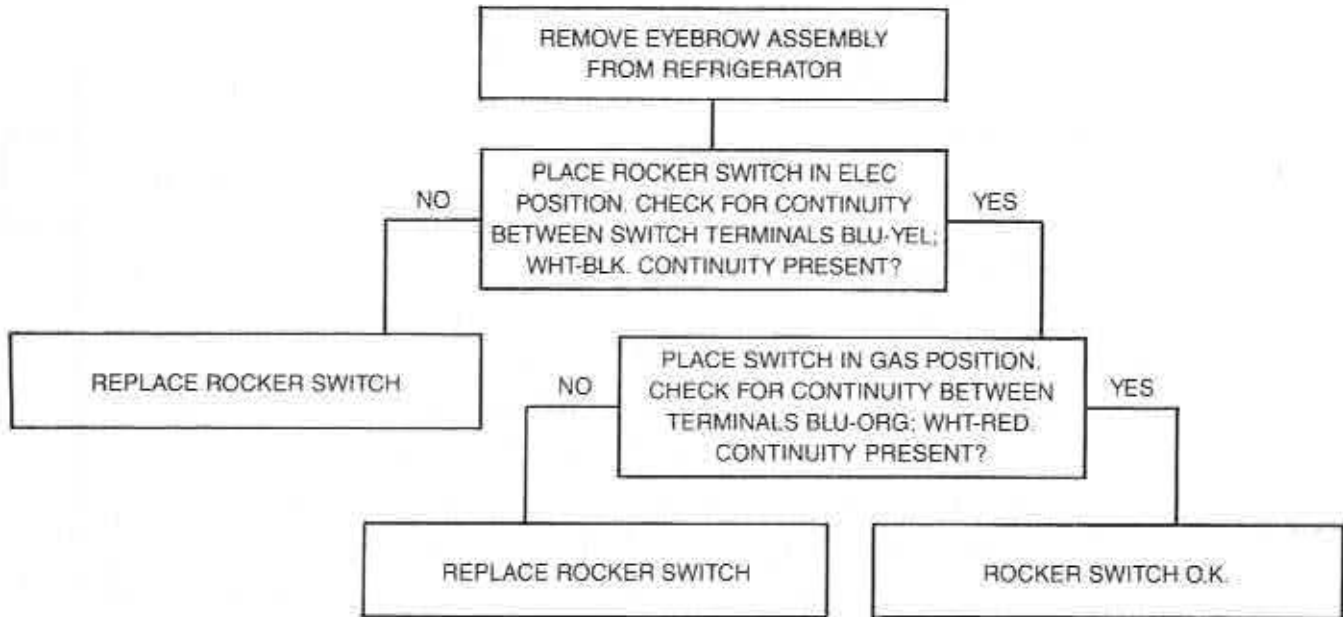 REMOVE EYEBROW ASSEMBLY
FROM REFRIGERATOR
PLACE ROCKER SWITCH IN ELEC
POSITION. CHECK FOR CONTINUITY
BETWEEN SWITCH TERMINALS BLU-YEL;
WHT-BLK. CONTINUITY PRESENT?
NO
YES
REPLACE ROCKER SWITCH
PLACE SWITCH IN GAS POSITION.
CHECK FOR CONTINUITY BETWEEN
TERMINALS BLU-ORG; WHT-RED.
CONTINUITY PRESENT?
NO
YES
REPLACE ROCKER SWITCH
ROCKER SWITCH O.K.